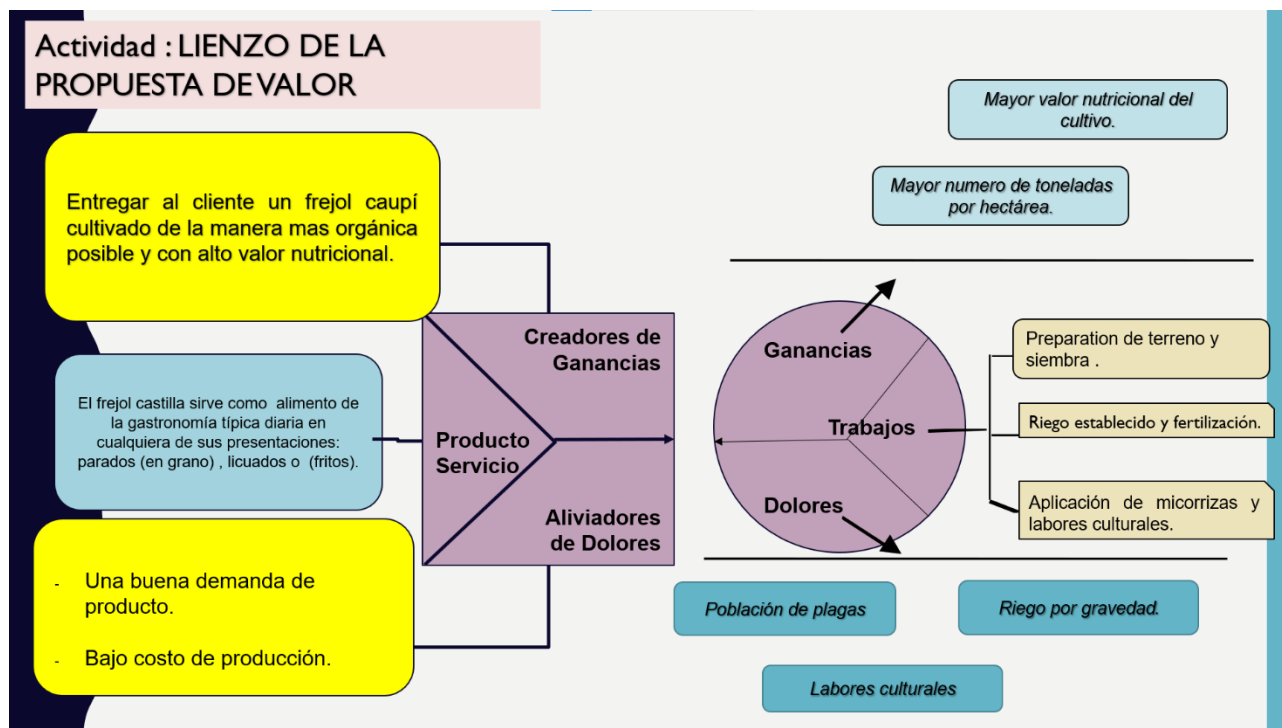 Actividad : LIENZO DE LA
PROPUESTA DE VALOR
Entregar al cliente un frejol caupí
cultivado de la manera mas orgánica
posible y con alto valor nutricional.
El frejol castilla sirve como alimento de
la gastronomía típica diaria en
cualquiera de sus presentaciones:
parados (en grano) , licuados o (fritos).
- Una buena demanda de
producto.
- Bajo costo de producción.
Creadores de
Ganancias
Producto
Servicio
Aliviadores
de Dolores
Mayor valor nutricional del
cultivo.
Mayor numero de toneladas
por hectárea.
Ganancias
Trabajos
Dolores
Preparation de terreno y
siembra .
Riego establecido y fertilización.
Aplicación de micorrizas y
labores culturales.
Población de plagas
Riego por gravedad.
Labores culturales